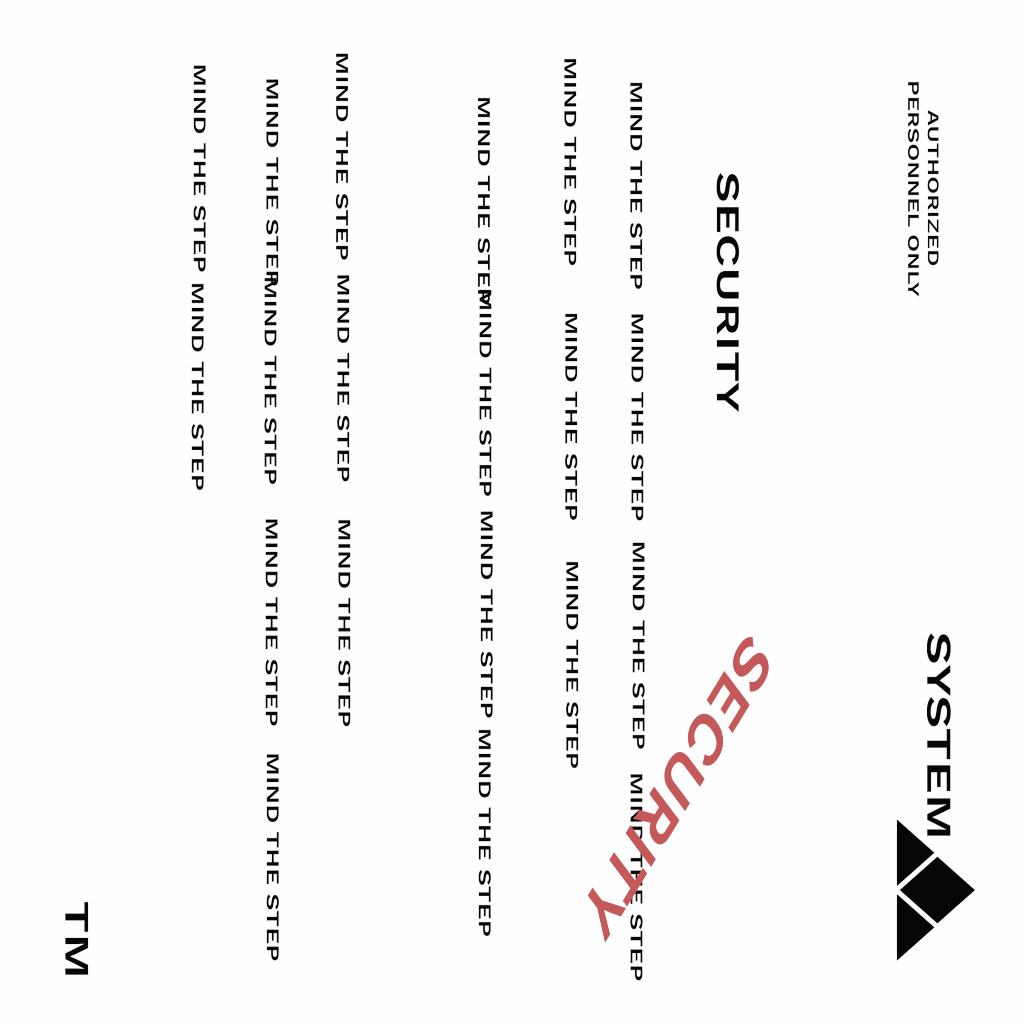 AUTHORIZED
PERSONNEL ONLY
SYSTEM
SECURITY
SECURITY
MIND THE STEP MIND THE STEP MIND THE STEP MIND THE STEP
MIND THE STEP MIND THE STEP MIND THE STEP
MIND THE STEP MIND THE STEP MIND THE STEP MIND THE STEP
MIND THE STEP MIND THE STEP MIND THE STEP
MIND THE STEP MIND THE STEP MIND THE STEP MIND THE STEP
MIND THE STEP MIND THE STEP
TM